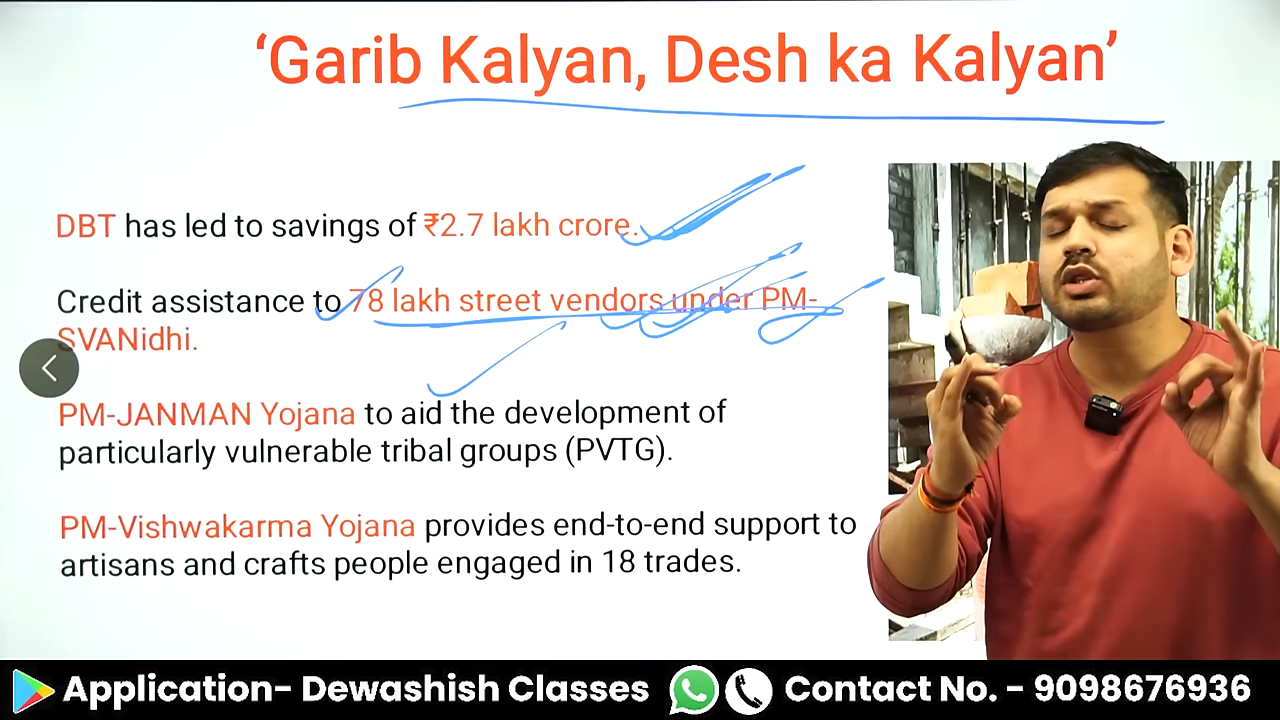 ‘Garib Kalyan, Desh ka Kalyan’
DBT has led to savings of ₹2.7 lakh crore.
Credit assistance to 78 lakh street vendors under PM-
SVANidhi.
PM-JANMAN Yojana to aid the development of
particularly vulnerable tribal groups (PVTG).
PM-Vishwakarma Yojana provides end-to-end support to
artisans and crafts people engaged in 18 trades.
Application- Dewashish Classes Contact No. - 9098676936